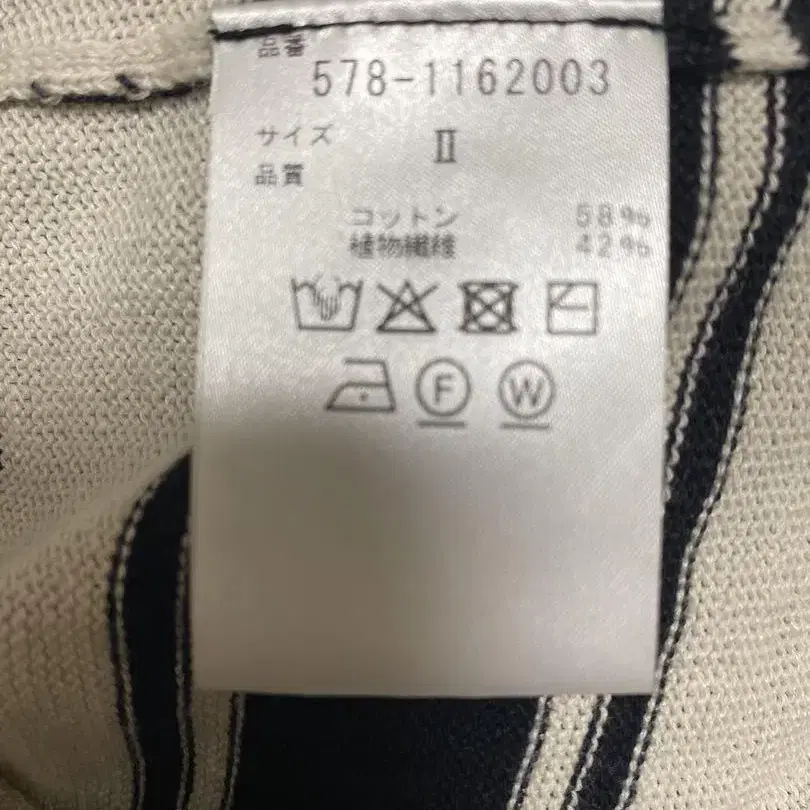 品番
578-1162003
サイズ Ⅱ
品質
コットン 58%
植物繊維 42%
F W